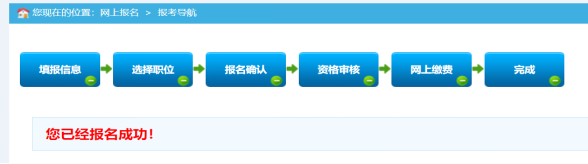 您现在的位置：网上报名 > 报考导航
填报信息 选择职位 报名确认 资格审核 网上缴费 完成
您已经报名成功！